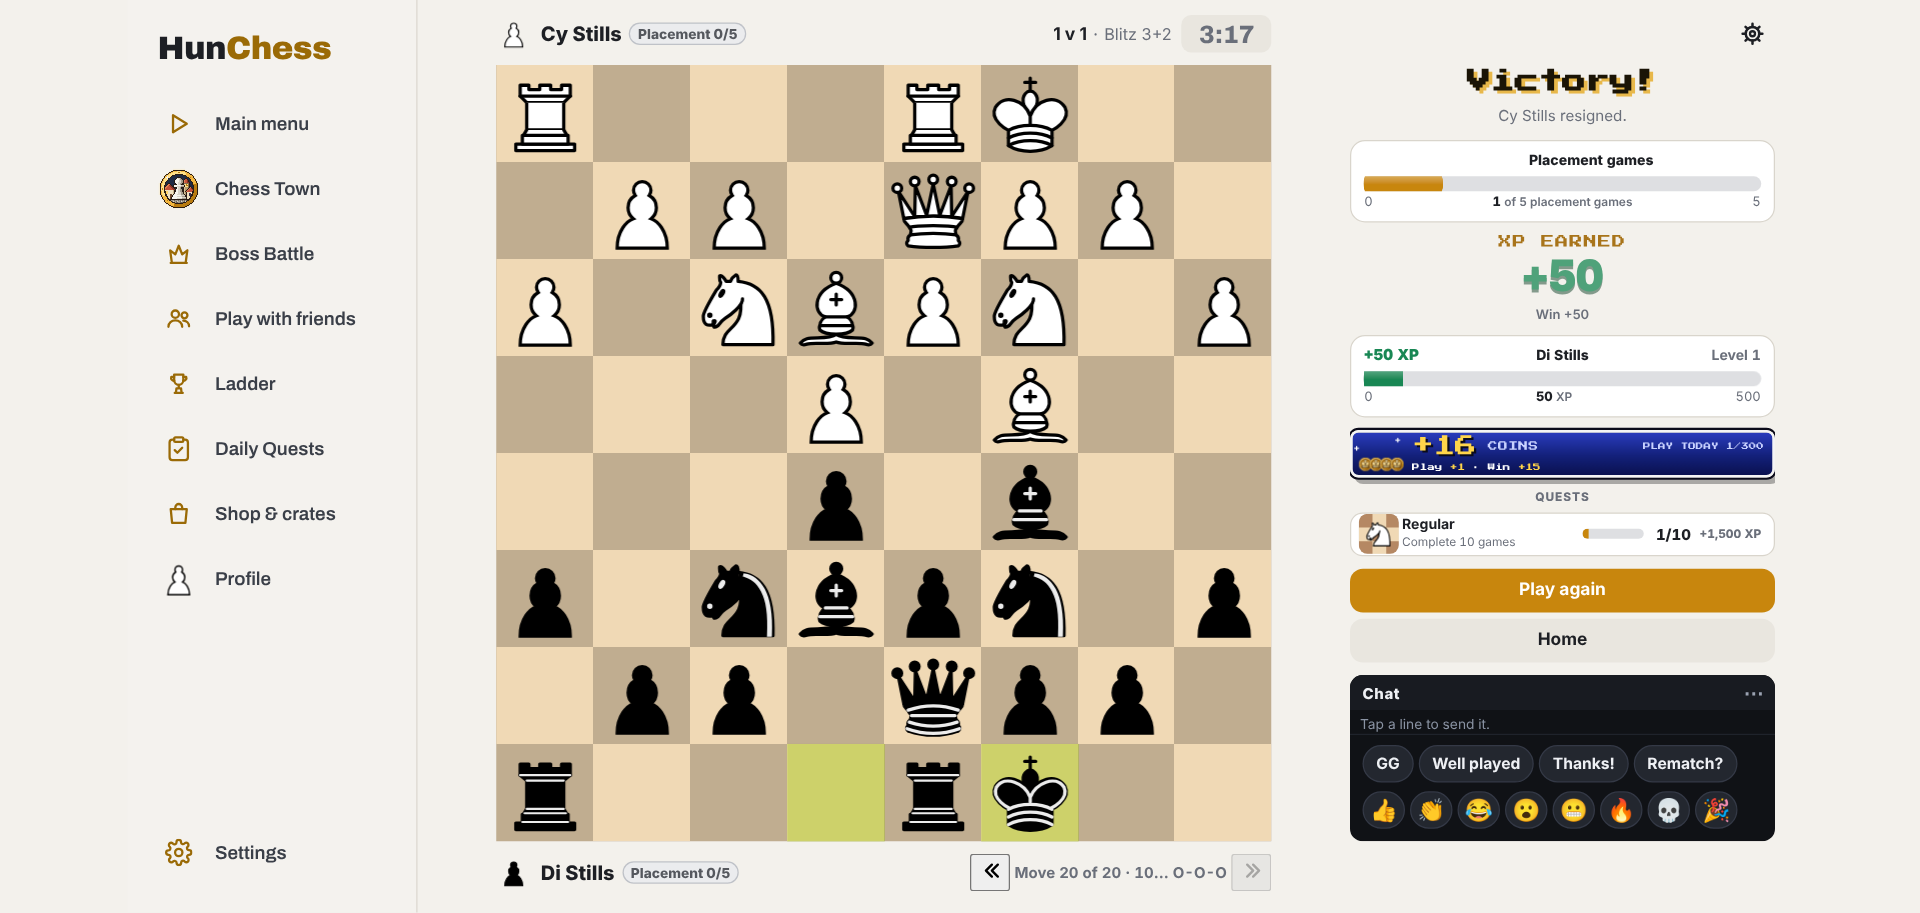 HunChess
Main menu
Chess Town
Boss Battle
Play with friends
Ladder
Daily Quests
Shop & crates
Profile
Settings
Cy Stills
Placement 0/5
1 v 1 · Blitz 3+2
3:17
Di Stills
Placement 0/5
Move 20 of 20 · 10... O-O-O
Victory!
Cy Stills resigned.
Placement games
0
1 of 5 placement games
5
XP EARNED
+50
Win +50
+50 XP
Di Stills
Level 1
0
50 XP
500
+16 COINS
PLAY TODAY 1/300
Play +1 · Win +15
QUESTS
Regular
Complete 10 games
1/10
+1,500 XP
Play again
Home
Chat
Tap a line to send it.
GG
Well played
Thanks!
Rematch?